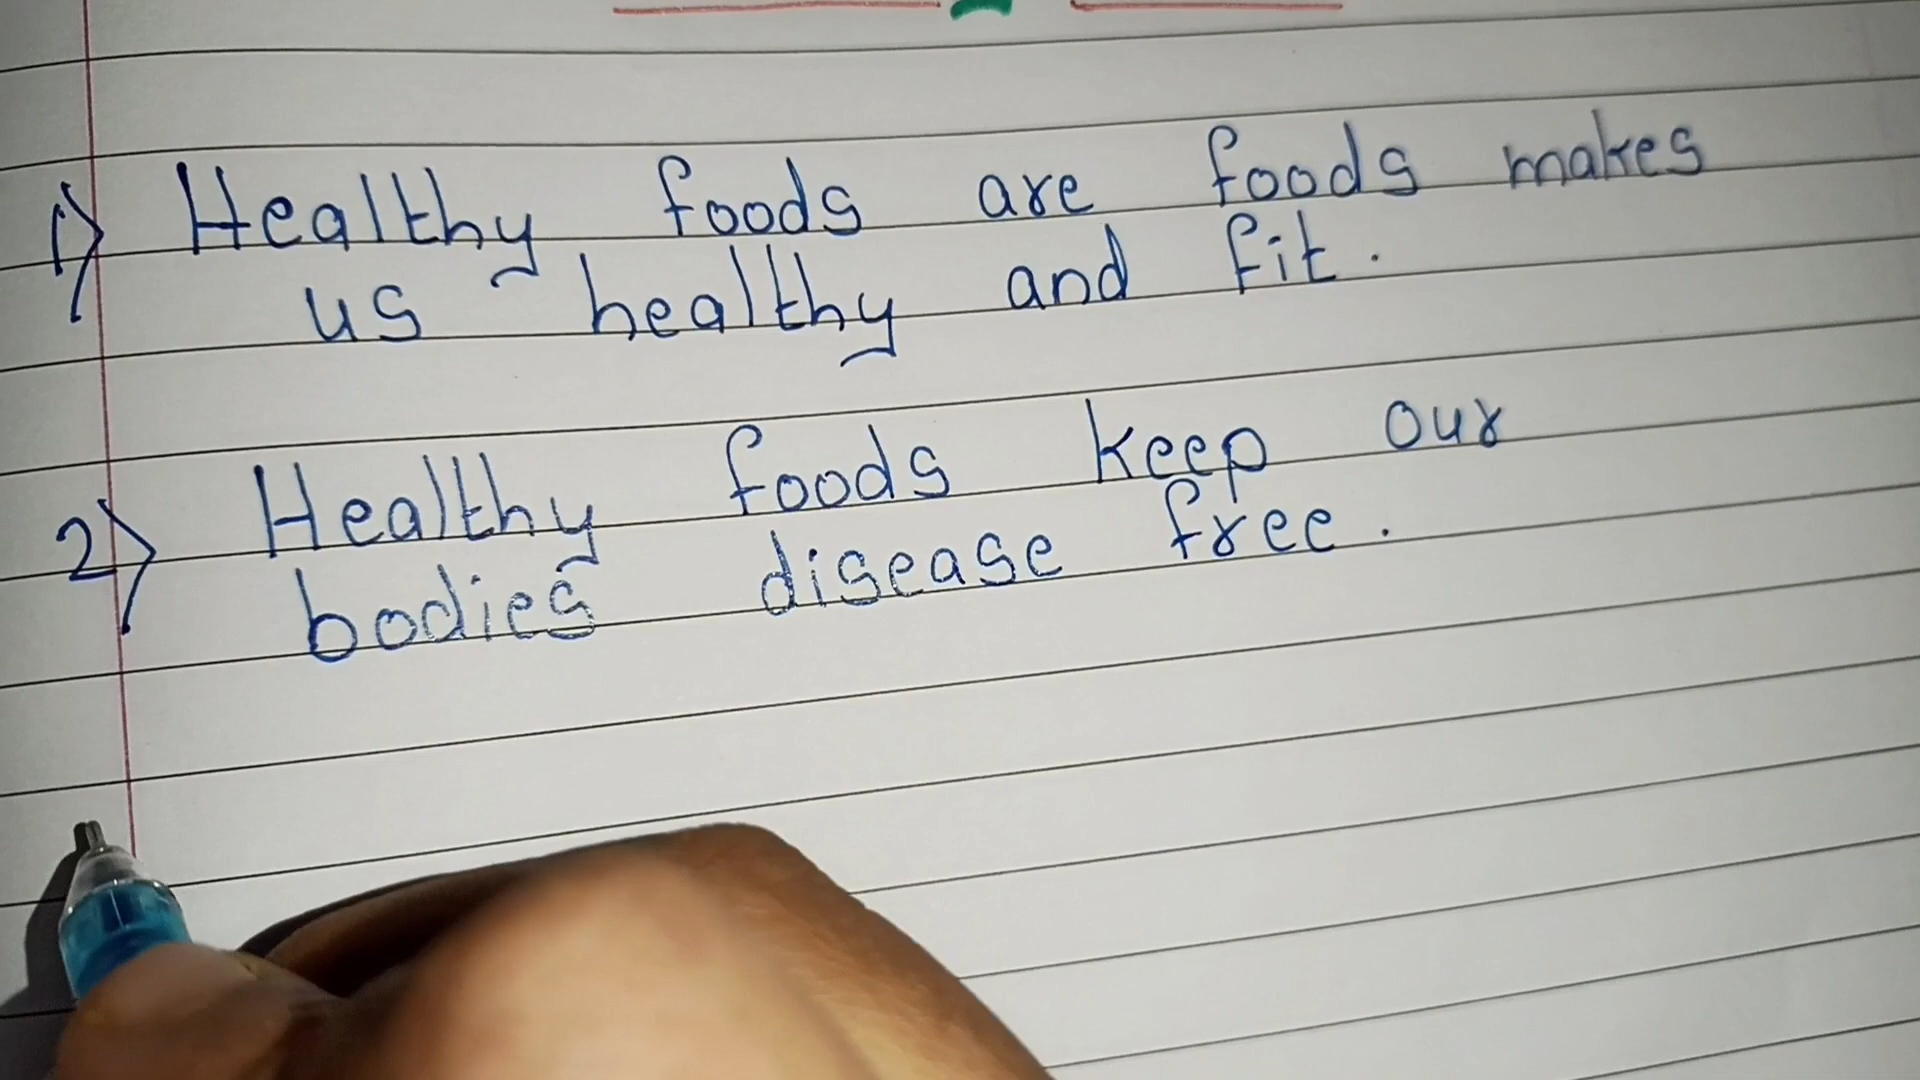 1) Healthy foods are foods makes
us healthy and fit.
2) Healthy foods keep our
bodies disease free.